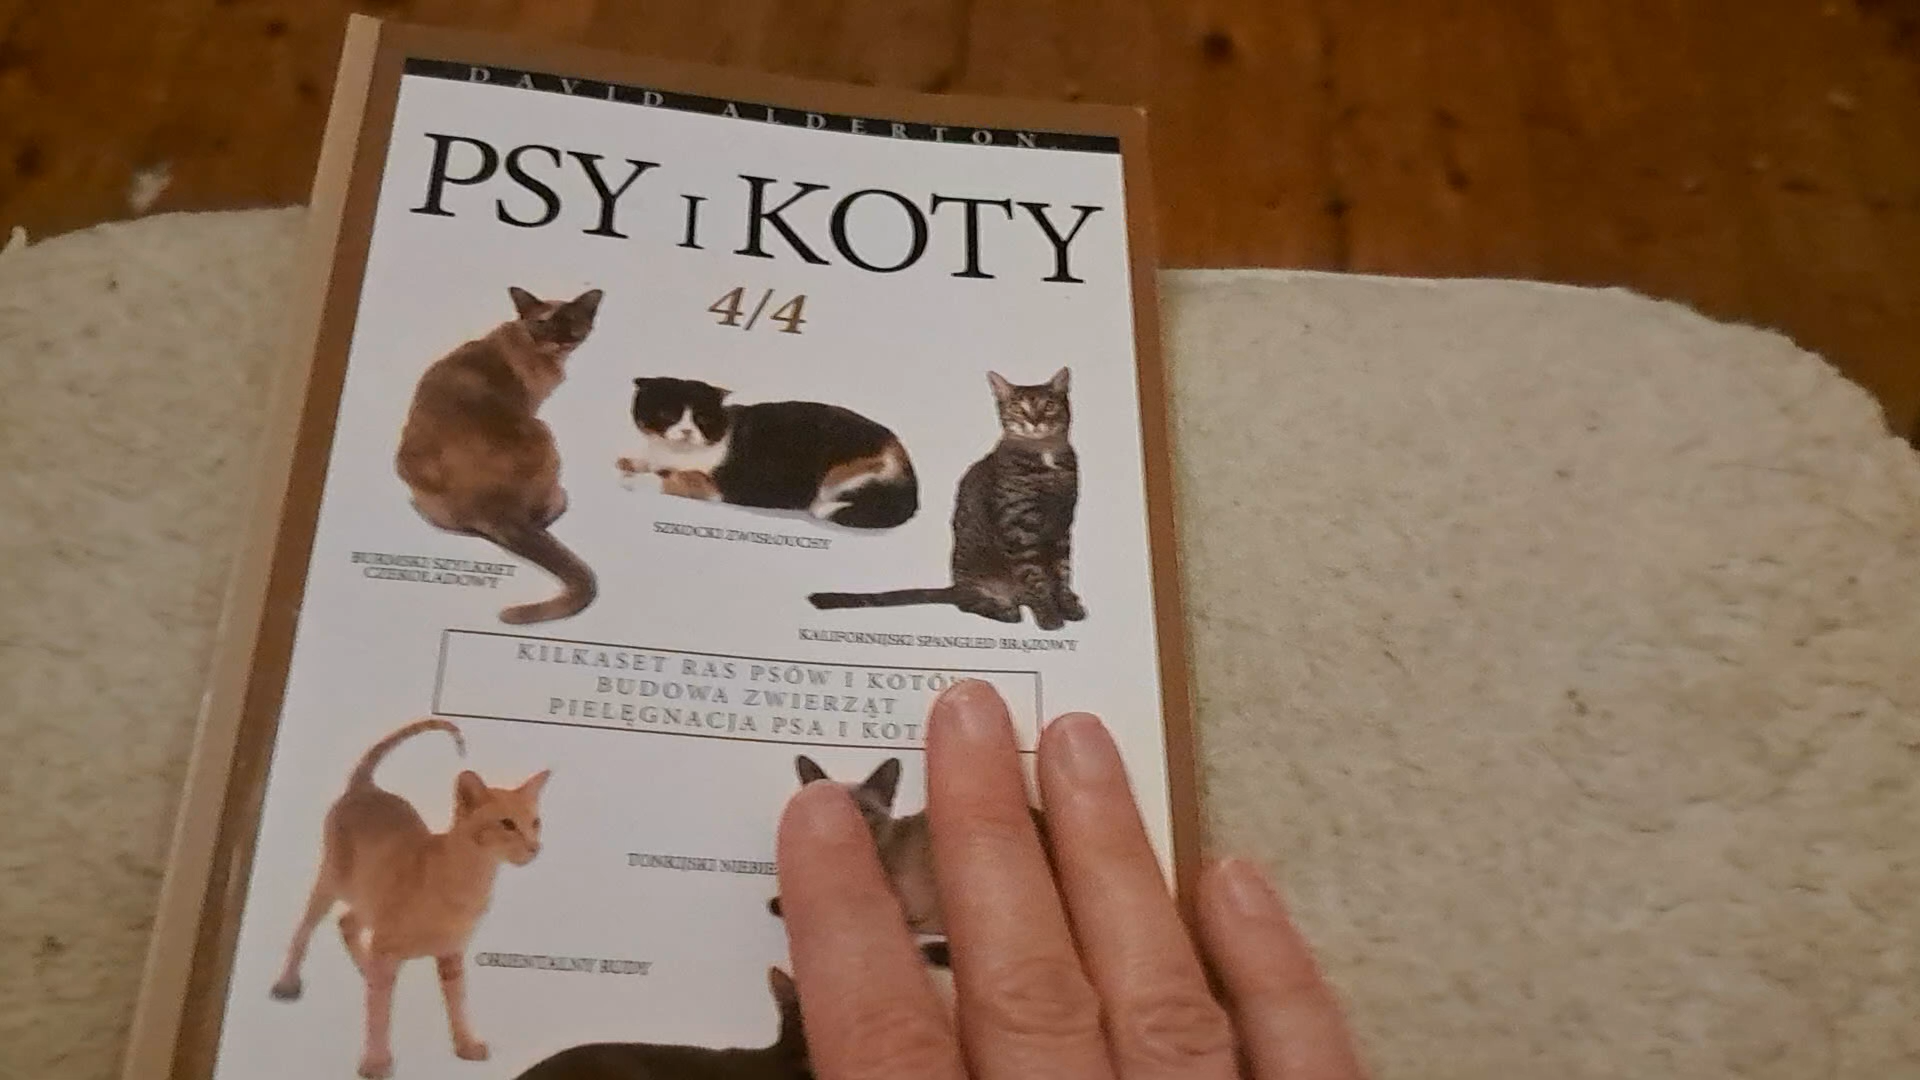 DAVID ALDERTON
PSY I KOTY
4/4
SZKOCKI ZWISŁOUCHY
BURMSKI SZYLKRET
CZEKOLADOWY
KALIFORNIJSKI SPANGLED BRĄZOWY
KILKASET RAS PSÓW I KOTÓW
BUDOWA ZWIERZĄT
PIELĘGNACJA PSA I KOT
TONKIJSKI NIEBIE
ORIENTALNY RUDY